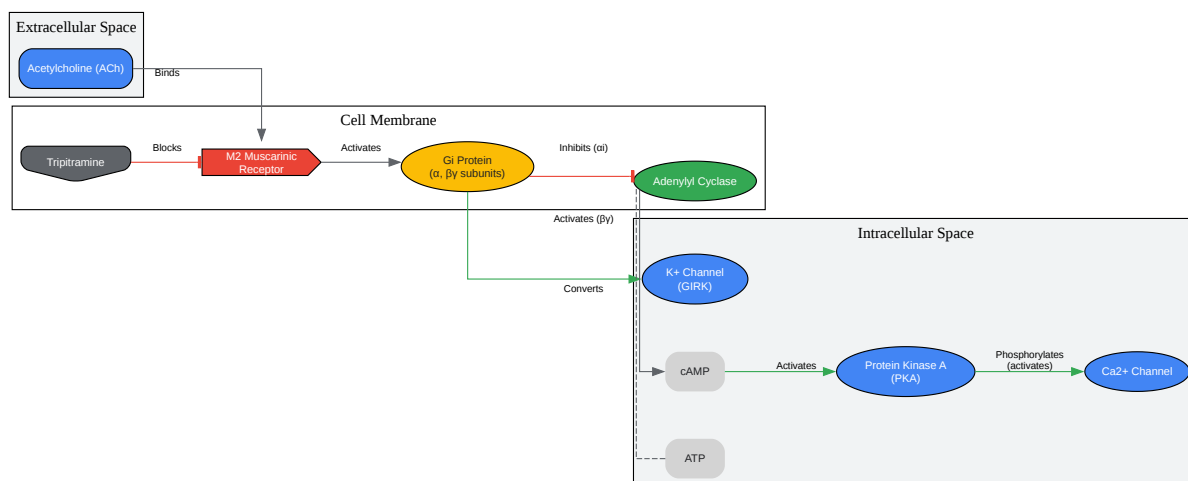 Extracellular Space
Acetylcholine (ACh)
Binds
Cell Membrane
Tripitramine
Blocks
M2 Muscarinic
Receptor
Activates
Gi Protein
(α, βγ subunits)
Inhibits (αi)
Adenylyl Cyclase
Activates (βγ)
Intracellular Space
K+ Channel
(GIRK)
Converts
cAMP
Activates
Protein Kinase A
(PKA)
Phosphorylates
(activates)
Ca2+ Channel
ATP